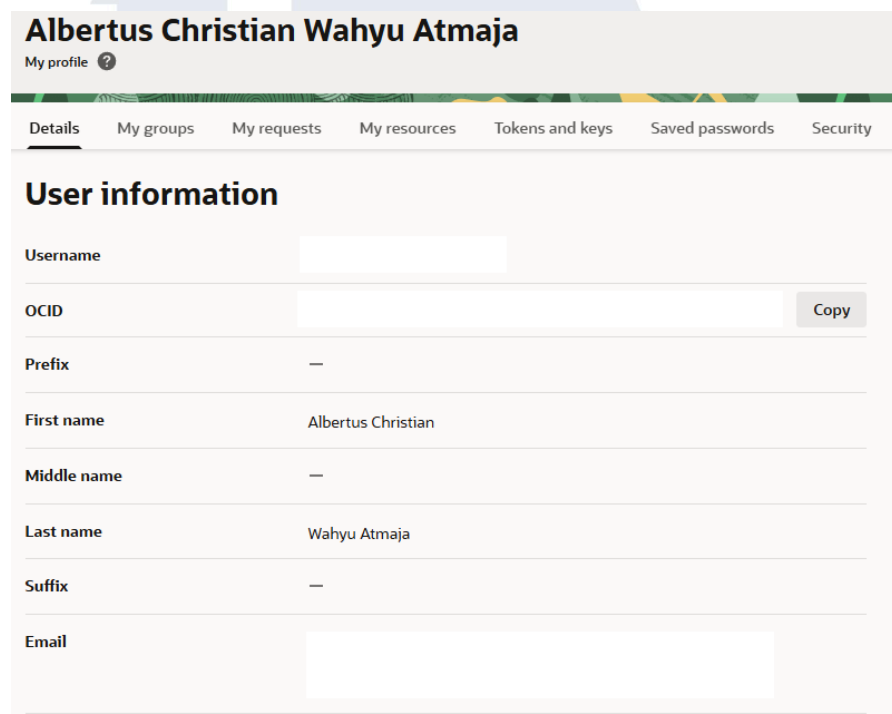 Albertus Christian Wahyu Atmaja
My profile ?
Details My groups My requests My resources Tokens and keys Saved passwords Security
User information
Username
OCID Copy
Prefix —
First name Albertus Christian
Middle name —
Last name Wahyu Atmaja
Suffix —
Email